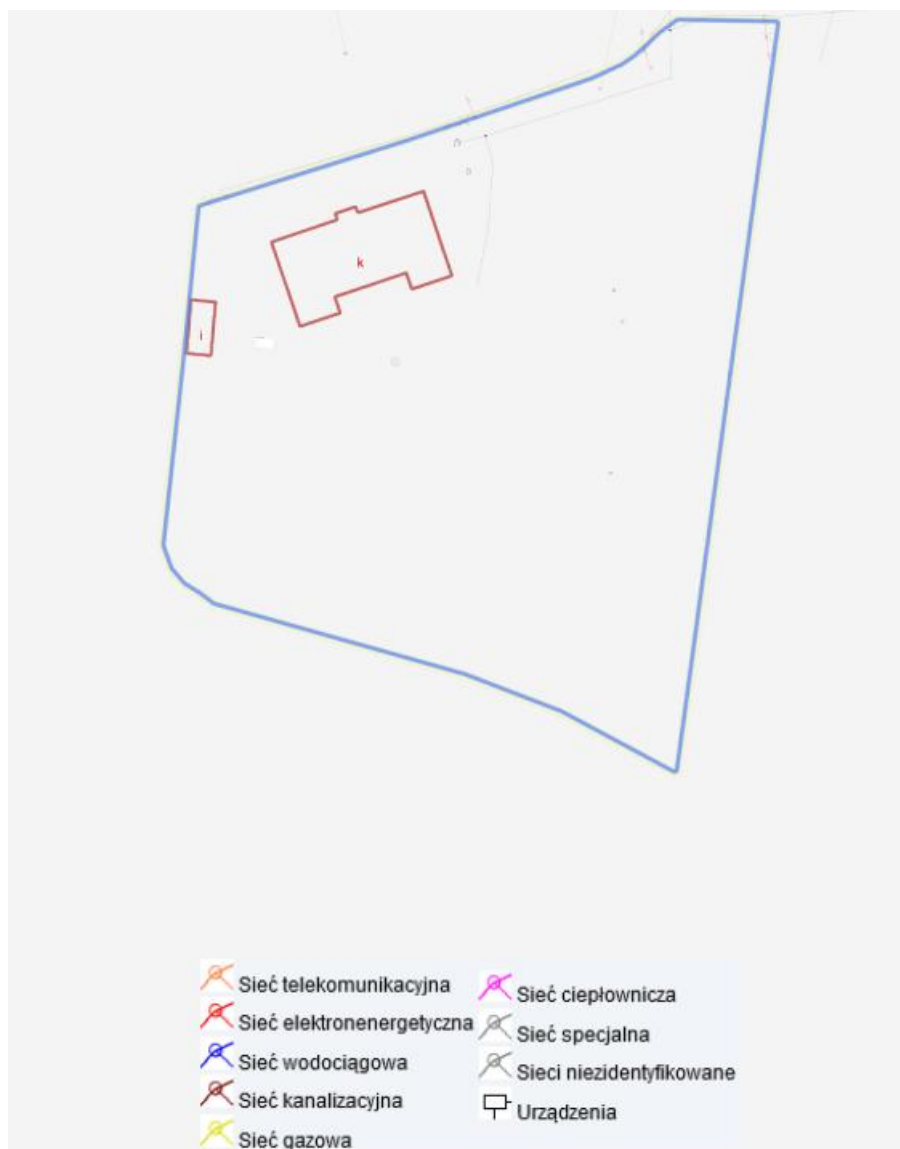 k
i
Sieć telekomunikacyjna
Sieć elektronenergetyczna
Sieć wodociągowa
Sieć kanalizacyjna
Sieć gazowa
Sieć ciepłownicza
Sieć specjalna
Sieci niezidentyfikowane
Urządzenia